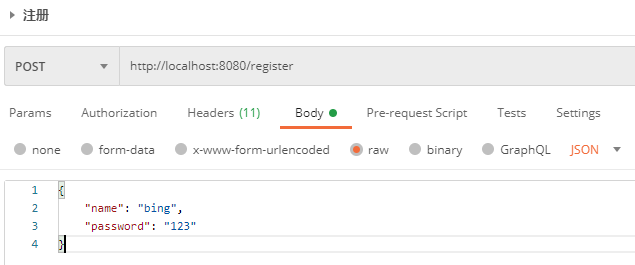 注册
POST http://localhost:8080/register
Params Authorization Headers (11) Body Pre-request Script Tests Settings
none form-data x-www-form-urlencoded raw binary GraphQL JSON
1 {
2 "name": "bing",
3 "password": "123"
4 }